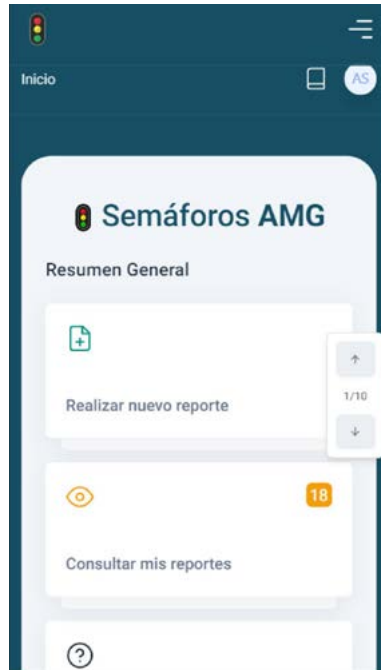 Inicio
AS
Semáforos AMG
Resumen General
Realizar nuevo reporte
1/10
18
Consultar mis reportes